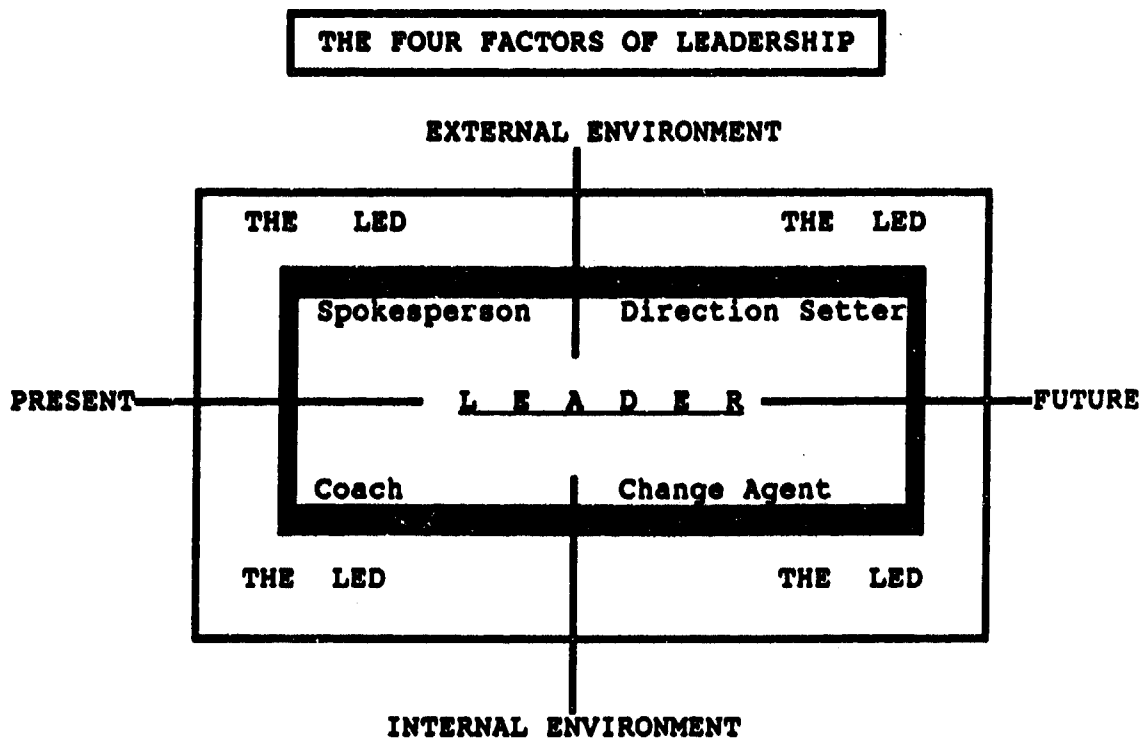 THE FOUR FACTORS OF LEADERSHIP
EXTERNAL ENVIRONMENT
THE LED THE LED
Spokesperson Direction Setter
PRESENT L E A D E R FUTURE
Coach Change Agent
THE LED THE LED
INTERNAL ENVIRONMENT